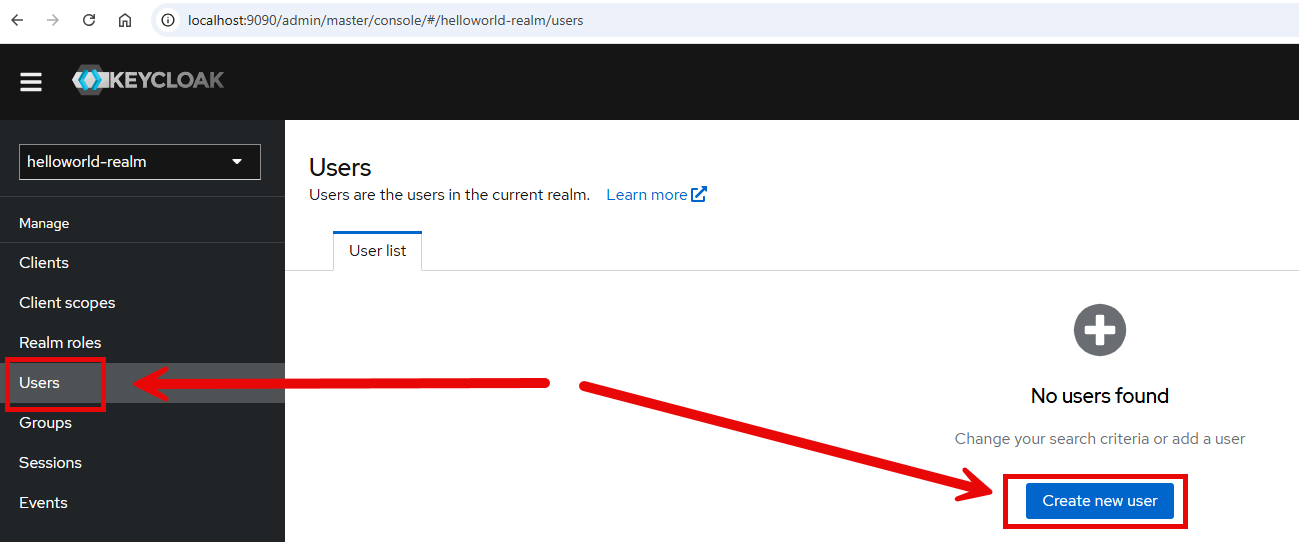 localhost:9090/admin/master/console/#/helloworld-realm/users
KEYCLOAK
helloworld-realm
Manage
Clients
Client scopes
Realm roles
Users
Groups
Sessions
Events
Users
Users are the users in the current realm. Learn more
User list
No users found
Change your search criteria or add a user
Create new user